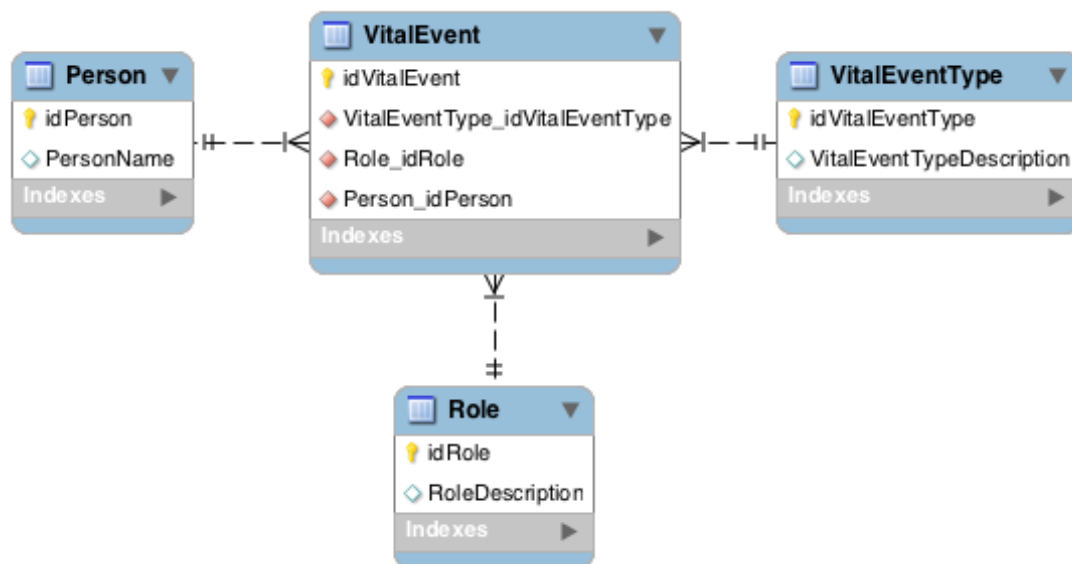 Person
idPerson
PersonName
Indexes
VitalEvent
idVitalEvent
VitalEventType_idVitalEventType
Role_idRole
Person_idPerson
Indexes
VitalEventType
idVitalEventType
VitalEventTypeDescription
Indexes
Role
idRole
RoleDescription
Indexes